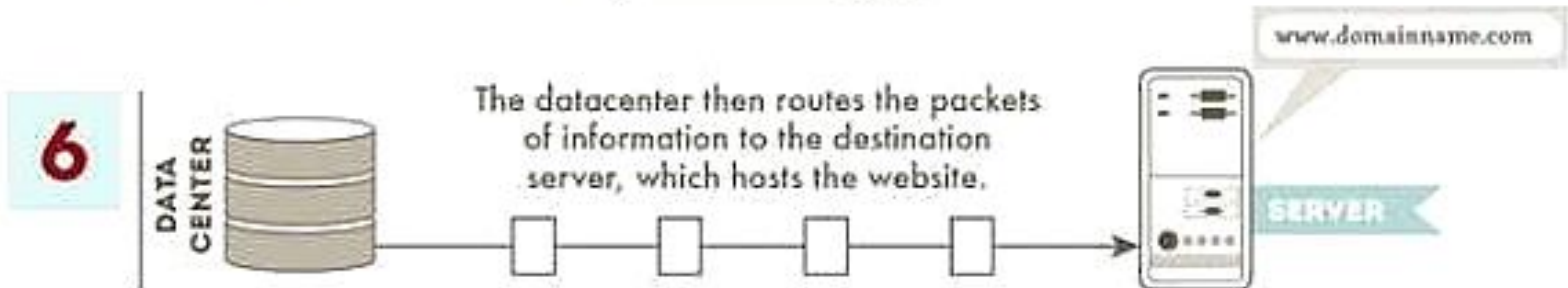 www.domainname.com
6
DATA
CENTER
The datacenter then routes the packets
of information to the destination
server, which hosts the website.
SERVER